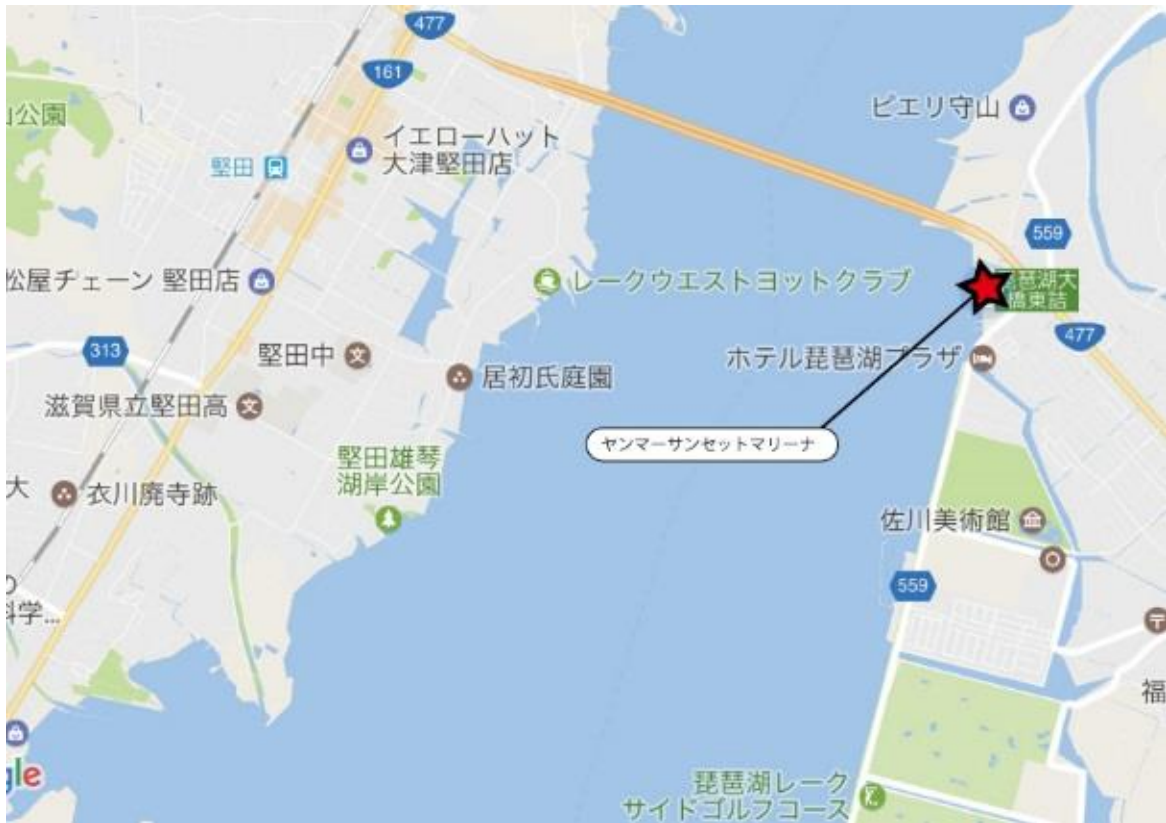 477
161
ピエリ守山
山公園
イエローハット
大津堅田店
堅田
559
松屋チェーン 堅田店
レークウエストヨットクラブ
琵琶湖大
橋東詰
477
313
堅田中
居初氏庭園
ホテル琵琶湖プラザ
滋賀県立堅田高
ヤンマーサンセットマリーナ
堅田雄琴
湖岸公園
大
衣川廃寺跡
佐川美術館
559
の
科学...
福
gle
琵琶湖レーク
サイドゴルフコース